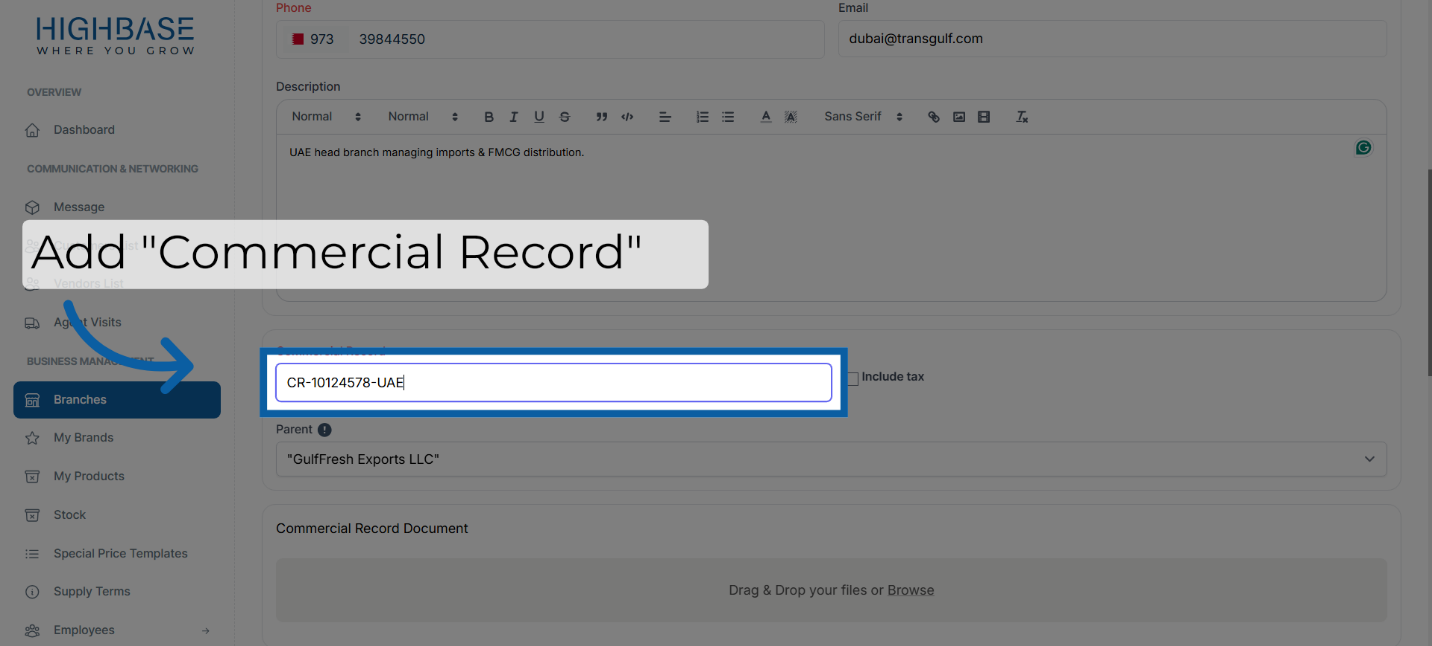 HIGHBASE
WHERE YOU GROW
OVERVIEW
Dashboard
COMMUNICATION & NETWORKING
Message
Vendors List
Agent Visits
BUSINESS MANAGEMENT
Branches
My Brands
My Products
Stock
Special Price Templates
Supply Terms
Employees
Phone
973 39844550
Email
dubai@transgulf.com
Description
Normal Normal Sans Serif
UAE head branch managing imports & FMCG distribution.
Add "Commercial Record"
Commercial Record
CR-10124578-UAE
Include tax
Parent
"GulfFresh Exports LLC"
Commercial Record Document
Drag & Drop your files or Browse